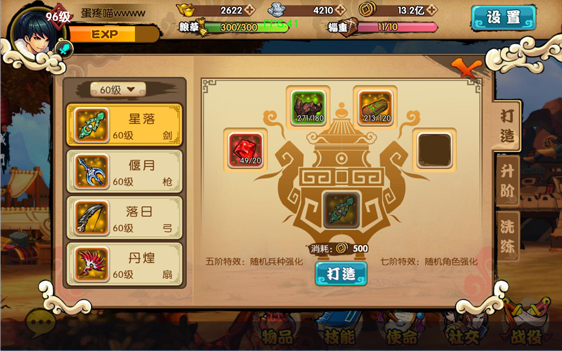 96级
蛋疼喵wwww
EXP
2622
4210
13.2亿
粮草
300/300
辎重
11/10
设置
60级
星落
60级 剑
偃月
60级 枪
落日
60级 弓
丹煌
60级 扇
271/180
213/120
49/20
消耗: 500
五阶特效: 随机兵种强化
七阶特效: 随机角色强化
打造
打造
升阶
洗炼
物品
技能
使命
社交
战役